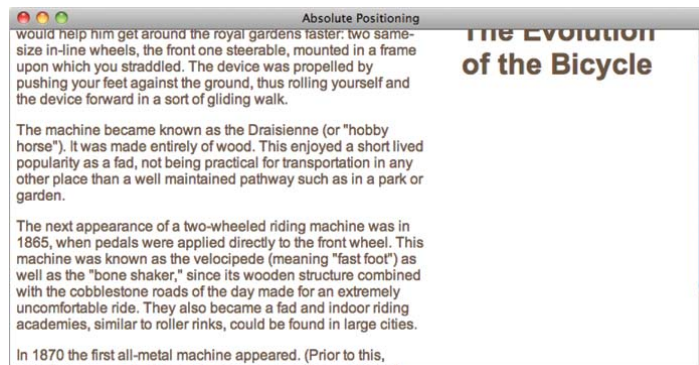 Absolute Positioning
would help him get around the royal gardens faster: two same-
size in-line wheels, the front one steerable, mounted in a frame
upon which you straddled. The device was propelled by
pushing your feet against the ground, thus rolling yourself and
the device forward in a sort of gliding walk.
The machine became known as the Draisienne (or "hobby
horse"). It was made entirely of wood. This enjoyed a short lived
popularity as a fad, not being practical for transportation in any
other place than a well maintained pathway such as in a park or
garden.
The next appearance of a two-wheeled riding machine was in
1865, when pedals were applied directly to the front wheel. This
machine was known as the velocipede (meaning "fast foot") as
well as the "bone shaker," since its wooden structure combined
with the cobblestone roads of the day made for an extremely
uncomfortable ride. They also became a fad and indoor riding
academies, similar to roller rinks, could be found in large cities.
In 1870 the first all-metal machine appeared. (Prior to this,
The Evolution
of the Bicycle